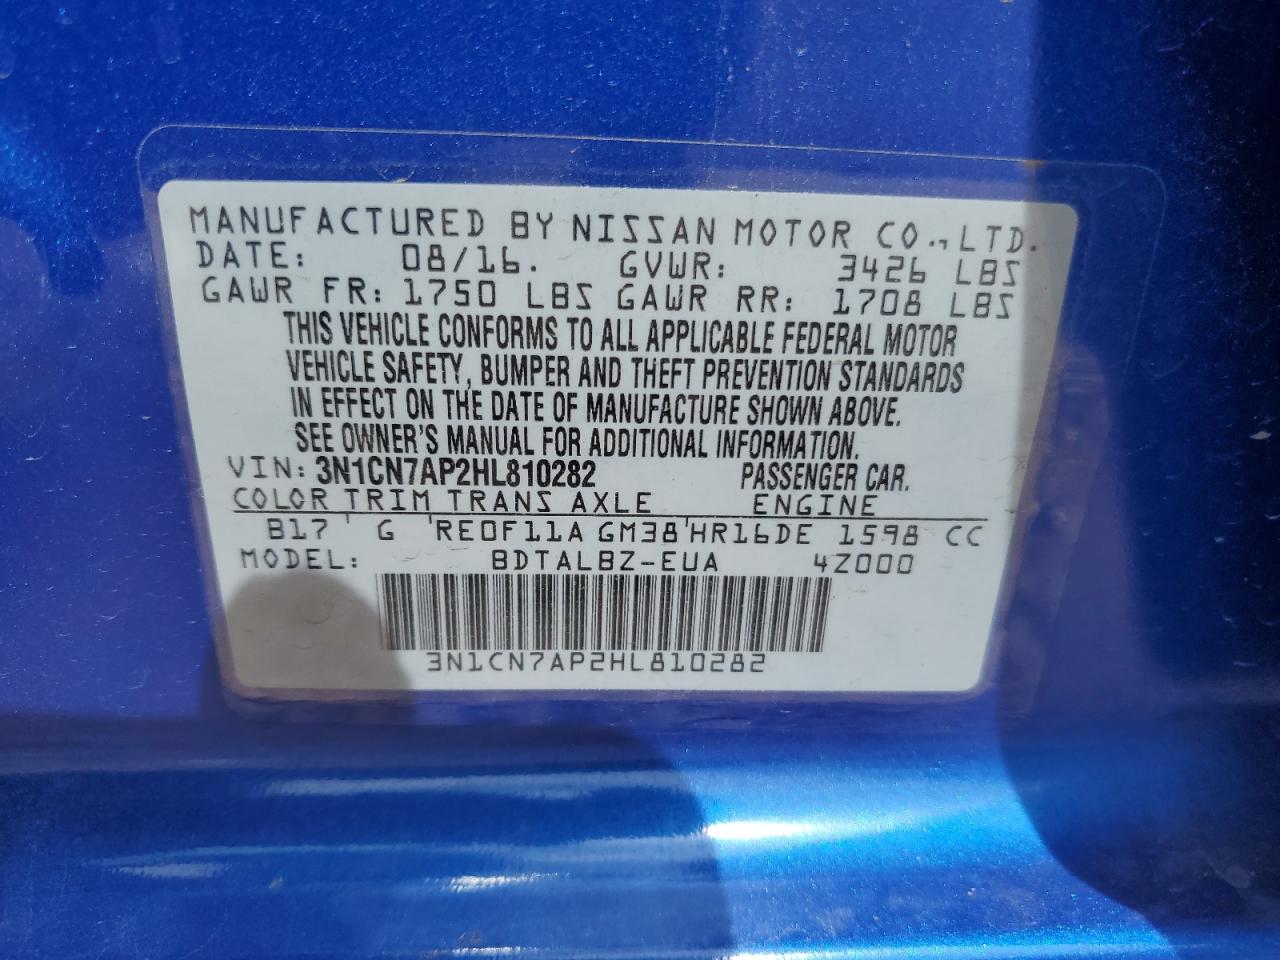 MANUFACTURED BY NISSAN MOTOR CO., LTD.
DATE: 08/16. GVWR: 3426 LBS
GAWR FR: 1750 LBS GAWR RR: 1708 LBS
THIS VEHICLE CONFORMS TO ALL APPLICABLE FEDERAL MOTOR
VEHICLE SAFETY, BUMPER AND THEFT PREVENTION STANDARDS
IN EFFECT ON THE DATE OF MANUFACTURE SHOWN ABOVE.
SEE OWNER'S MANUAL FOR ADDITIONAL INFORMATION.
VIN: 3N1CN7AP2HL810282 PASSENGER CAR.
COLOR TRIM TRANS AXLE ENGINE
B17 G RE0F11A GM38 HR16DE 1598 CC
MODEL: BDTALBZ-EUA 4Z000
3N1CN7AP2HL810282